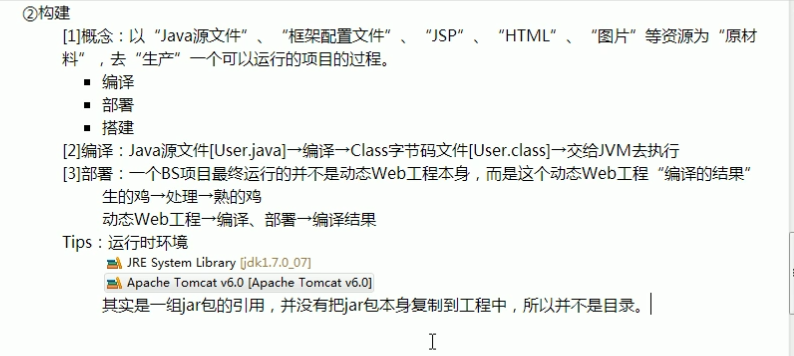 ②构建
[1]概念：以“Java源文件”、“框架配置文件”、“JSP”、“HTML”、“图片”等资源为“原材
料”，去“生产”一个可以运行的项目的过程。
▪ 编译
▪ 部署
▪ 搭建
[2]编译：Java源文件[User.java]→编译→Class字节码文件[User.class]→交给JVM去执行
[3]部署：一个BS项目最终运行的并不是动态Web工程本身，而是这个动态Web工程“编译的结果”
生的鸡→处理→熟的鸡
动态Web工程→编译、部署→编译结果
Tips：运行时环境
JRE System Library [jdk1.7.0_07]
Apache Tomcat v6.0 [Apache Tomcat v6.0]
其实是一组jar包的引用，并没有把jar包本身复制到工程中，所以并不是目录。